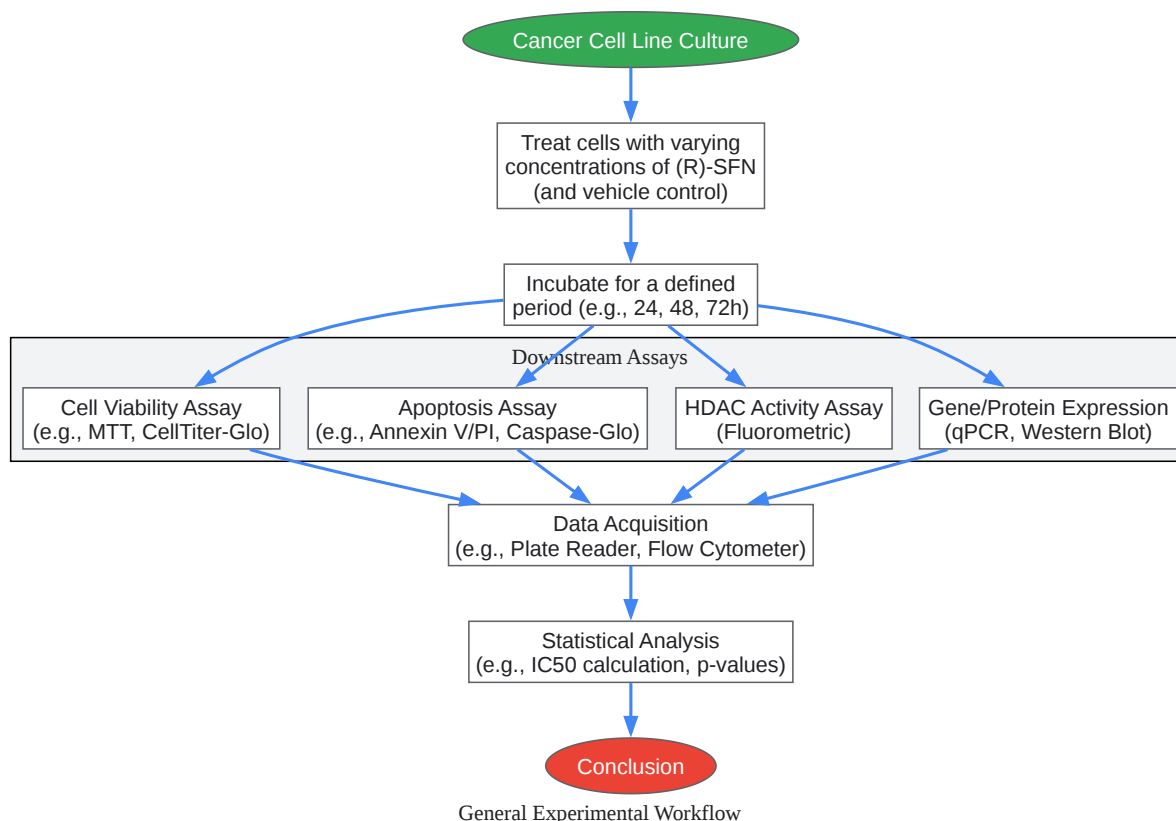 Cancer Cell Line Culture
Treat cells with varying
concentrations of (R)-SFN
(and vehicle control)
Incubate for a defined
period (e.g., 24, 48, 72h)
Downstream Assays
Cell Viability Assay
(e.g., MTT, CellTiter-Glo)
Apoptosis Assay
(e.g., Annexin V/PI, Caspase-Glo)
HDAC Activity Assay
(Fluorometric)
Gene/Protein Expression
(qPCR, Western Blot)
Data Acquisition
(e.g., Plate Reader, Flow Cytometer)
Statistical Analysis
(e.g., IC50 calculation, p-values)
Conclusion
General Experimental Workflow